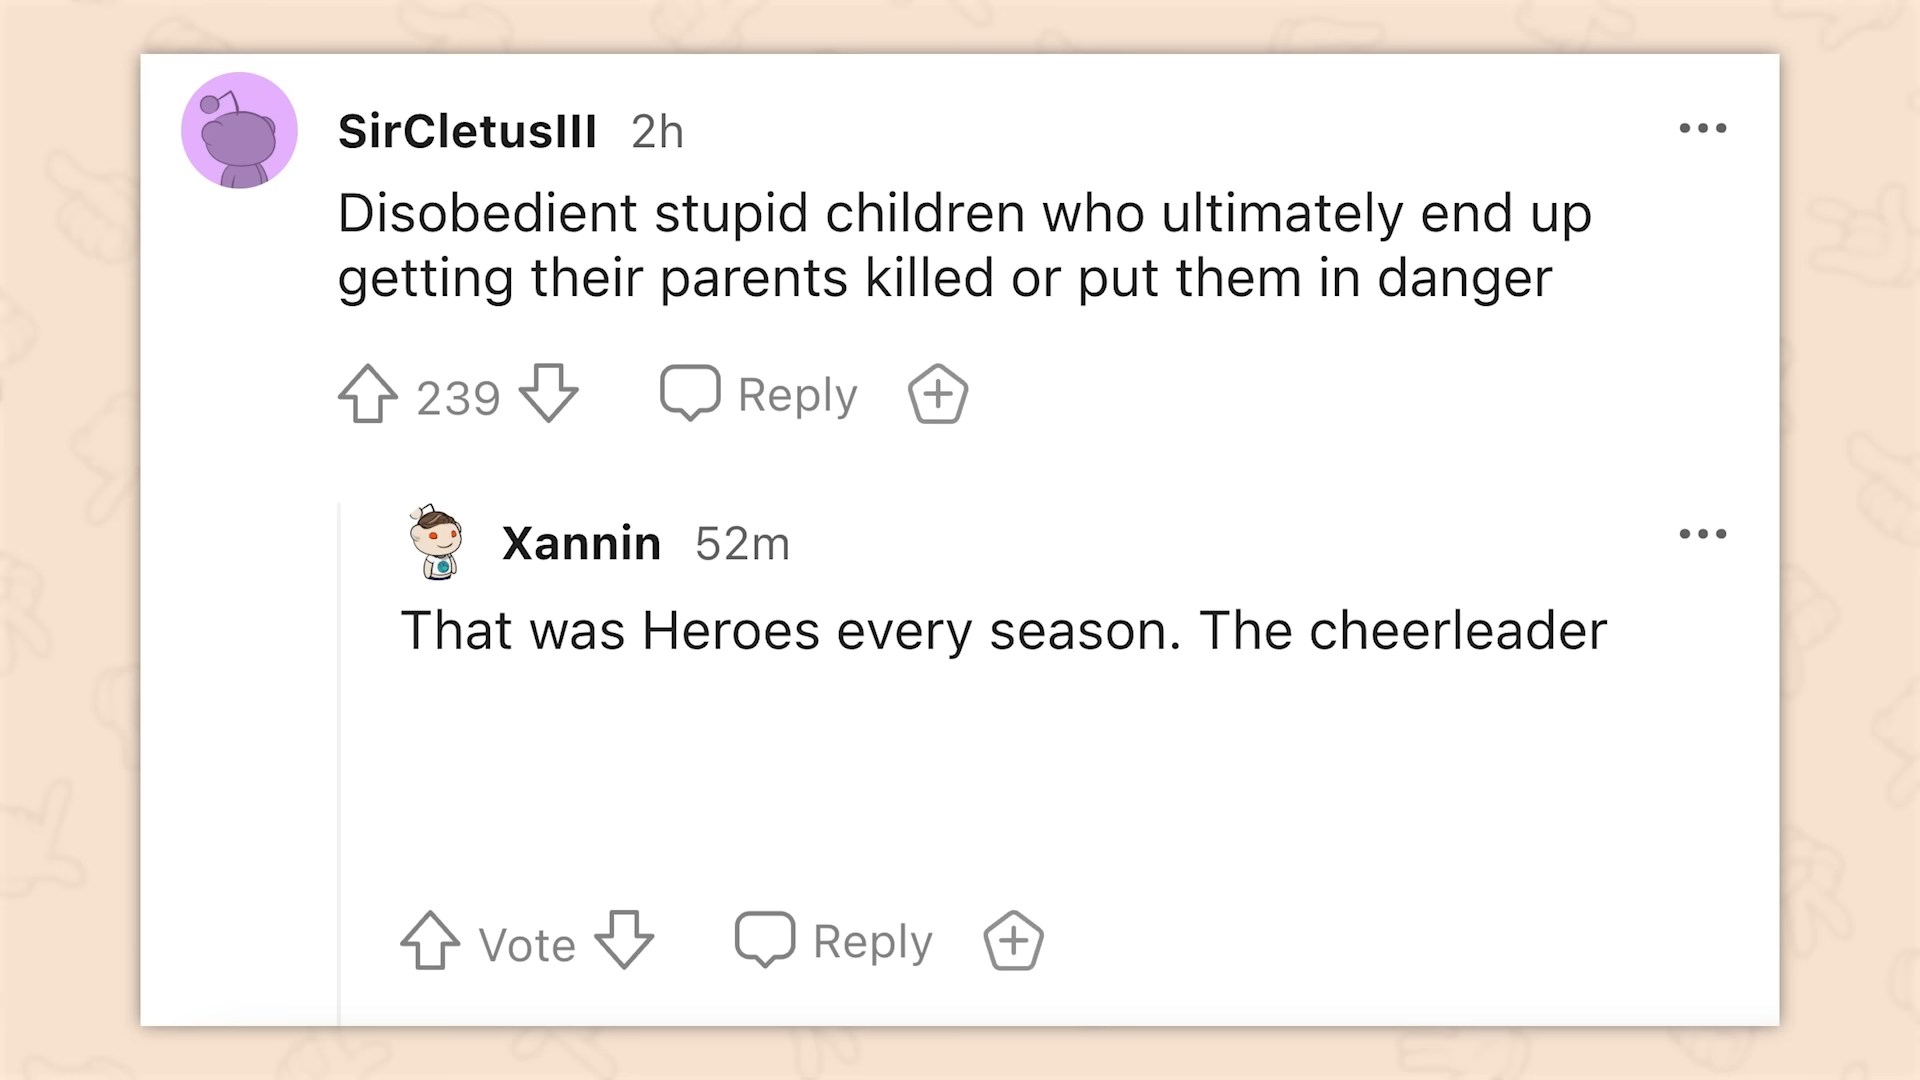 SirCletusIII 2h
Disobedient stupid children who ultimately end up
getting their parents killed or put them in danger
239 Reply
Xannin 52m
That was Heroes every season. The cheerleader
Vote Reply